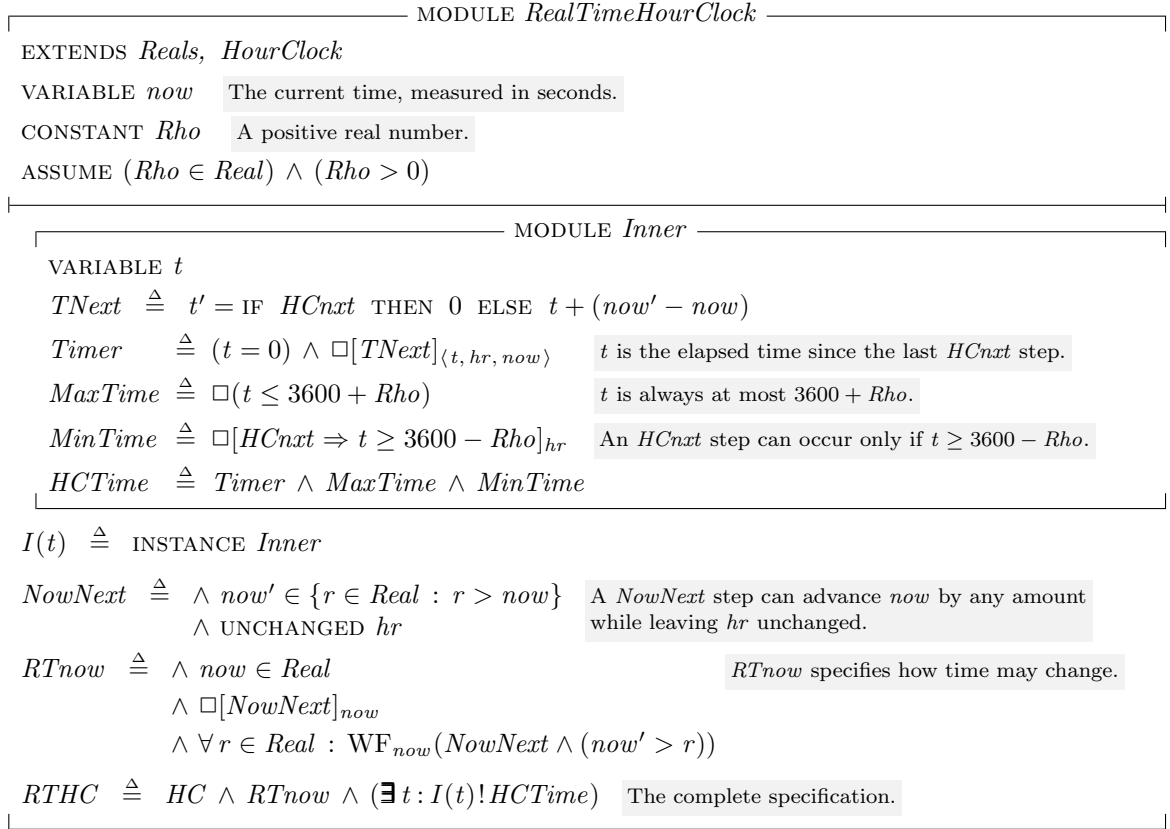 MODULE RealTimeHourClock
EXTENDS Reals, HourClock
VARIABLE now The current time, measured in seconds.
CONSTANT Rho A positive real number.
ASSUME (Rho ∈ Real) ∧ (Rho > 0)
MODULE Inner
VARIABLE t
TNext ≜ t′ = IF HCnxt THEN 0 ELSE t + (now′ − now)
Timer ≜ (t = 0) ∧ □[TNext]⟨t, hr, now⟩ t is the elapsed time since the last HCnxt step.
MaxTime ≜ □(t ≤ 3600 + Rho) t is always at most 3600 + Rho.
MinTime ≜ □[HCnxt ⇒ t ≥ 3600 − Rho]hr An HCnxt step can occur only if t ≥ 3600 − Rho.
HCTime ≜ Timer ∧ MaxTime ∧ MinTime
I(t) ≜ INSTANCE Inner
NowNext ≜ ∧ now′ ∈ {r ∈ Real : r > now} A NowNext step can advance now by any amount
∧ UNCHANGED hr while leaving hr unchanged.
RTnow ≜ ∧ now ∈ Real RTnow specifies how time may change.
∧ □[NowNext]now
∧ ∀ r ∈ Real : WFnow(NowNext ∧ (now′ > r))
RTHC ≜ HC ∧ RTnow ∧ (∃ t : I(t)!HCTime) The complete specification.